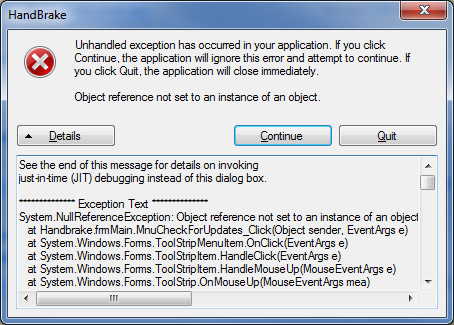 HandBrake
Unhandled exception has occurred in your application. If you click
Continue, the application will ignore this error and attempt to continue. If
you click Quit, the application will close immediately.
Object reference not set to an instance of an object.
Details
Continue
Quit
See the end of this message for details on invoking
just-in-time (JIT) debugging instead of this dialog box.
************** Exception Text **************
System.NullReferenceException: Object reference not set to an instance of an object
at Handbrake.frmMain.MnuCheckForUpdates_Click(Object sender, EventArgs e)
at System.Windows.Forms.ToolStripMenuItem.OnClick(EventArgs e)
at System.Windows.Forms.ToolStripItem.HandleClick(EventArgs e)
at System.Windows.Forms.ToolStripItem.HandleMouseUp(MouseEventArgs e)
at System.Windows.Forms.ToolStrip.OnMouseUp(MouseEventArgs mea)